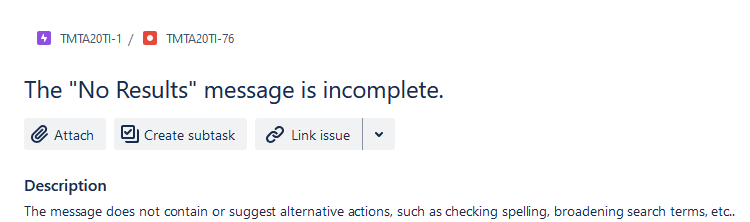 TMTA20TI-1 / TMTA20TI-76
The "No Results" message is incomplete.
Attach Create subtask Link issue
Description
The message does not contain or suggest alternative actions, such as checking spelling, broadening search terms, etc..